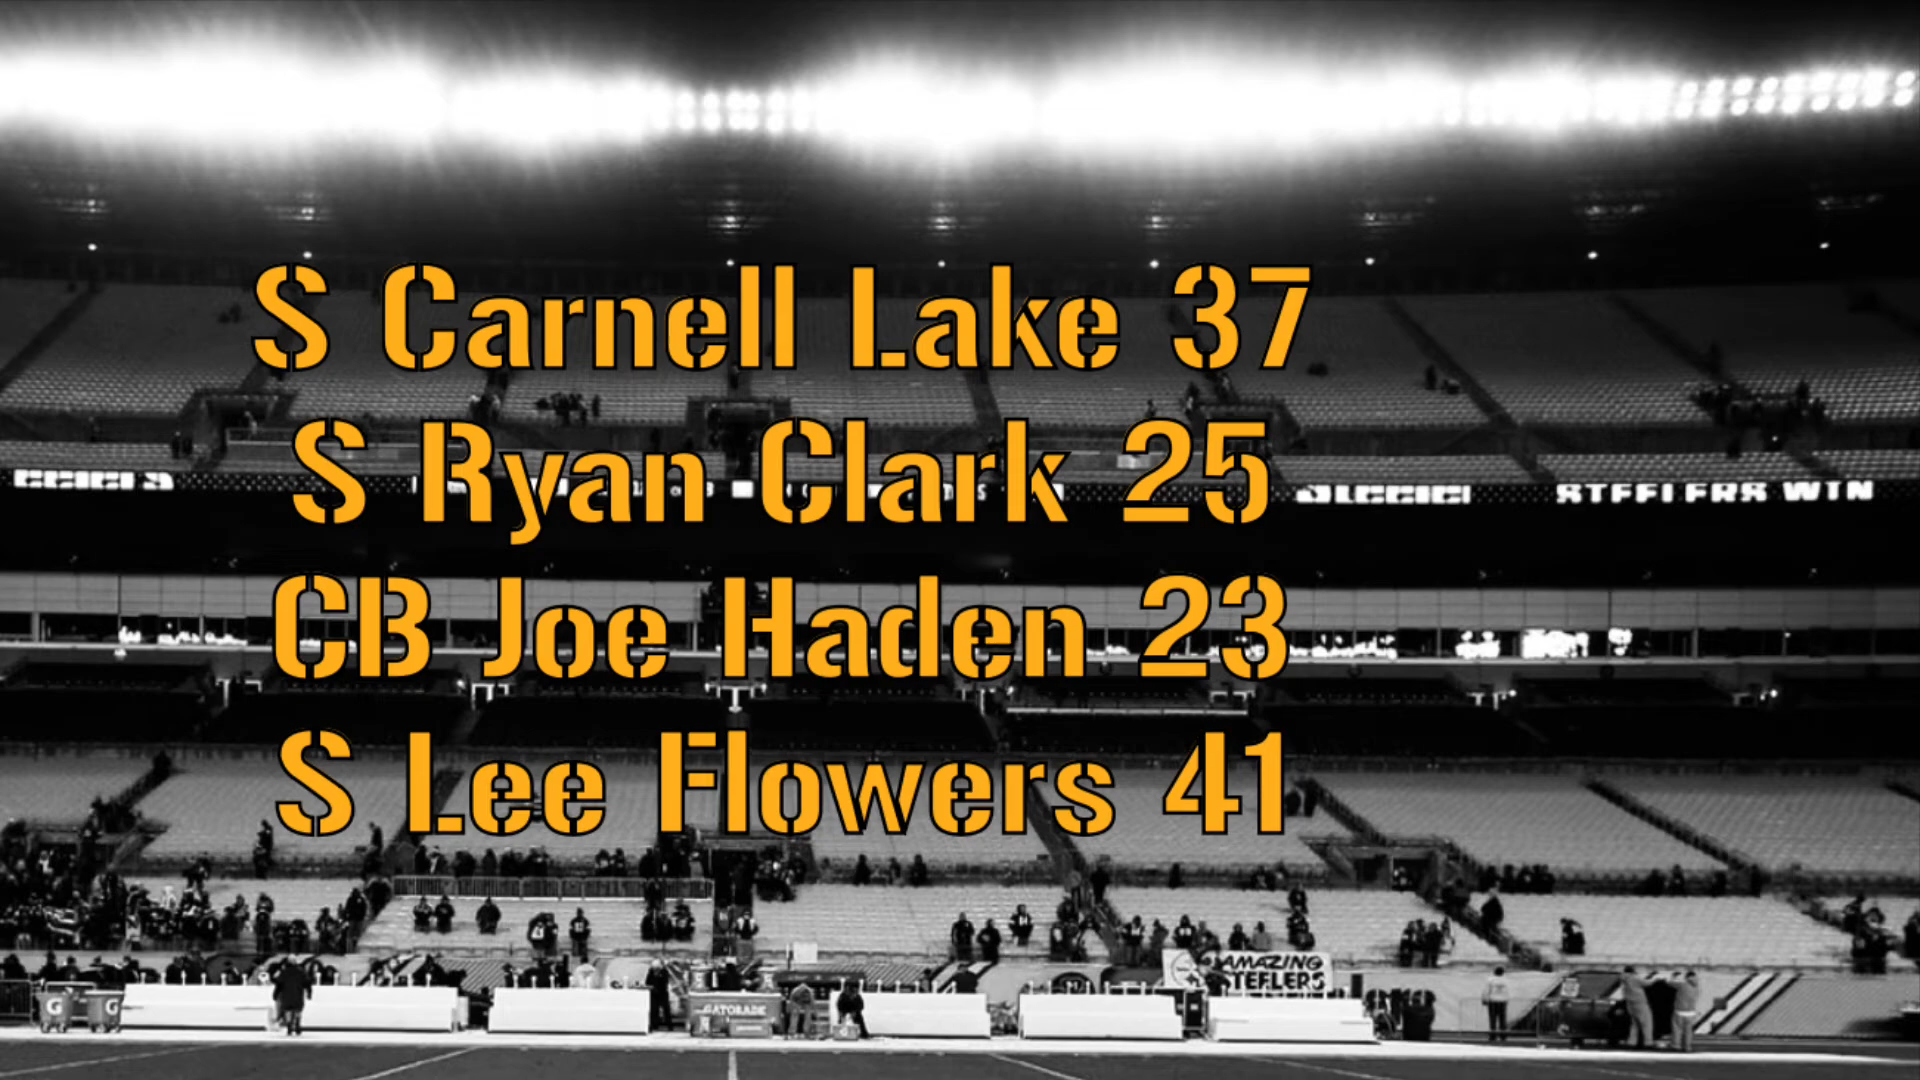 S Carnell Lake 37
S Ryan Clark 25
STEELERS WIN
CB Joe Haden 23
S Lee Flowers 41
AMAZING
STEELERS
G G
GATORADE